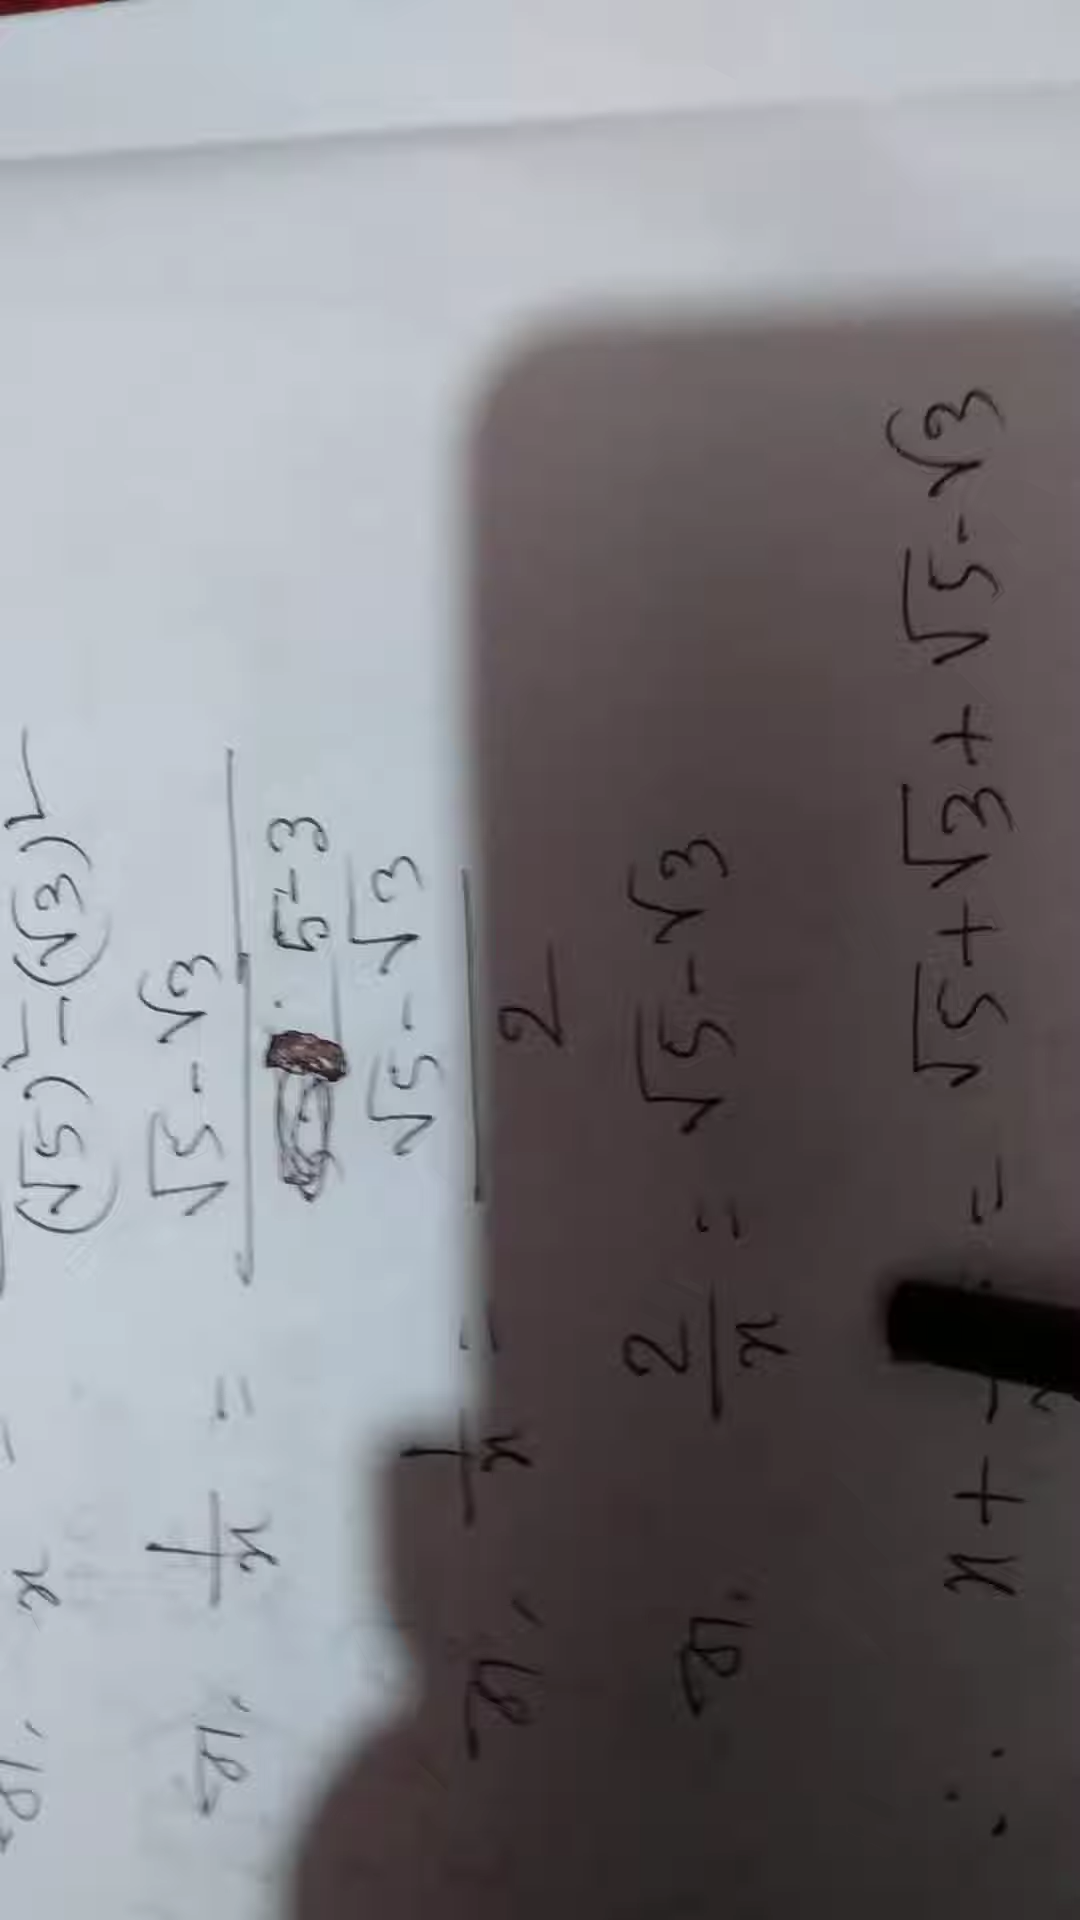 (√5)² - (√3)²
বা, 1/x = √5 - √3
5 - 3
বা, 1/x = √5 - √3 / 2
বা, 2/x = √5 - √3
∴ x + = √5 + √3 + √5 - √3